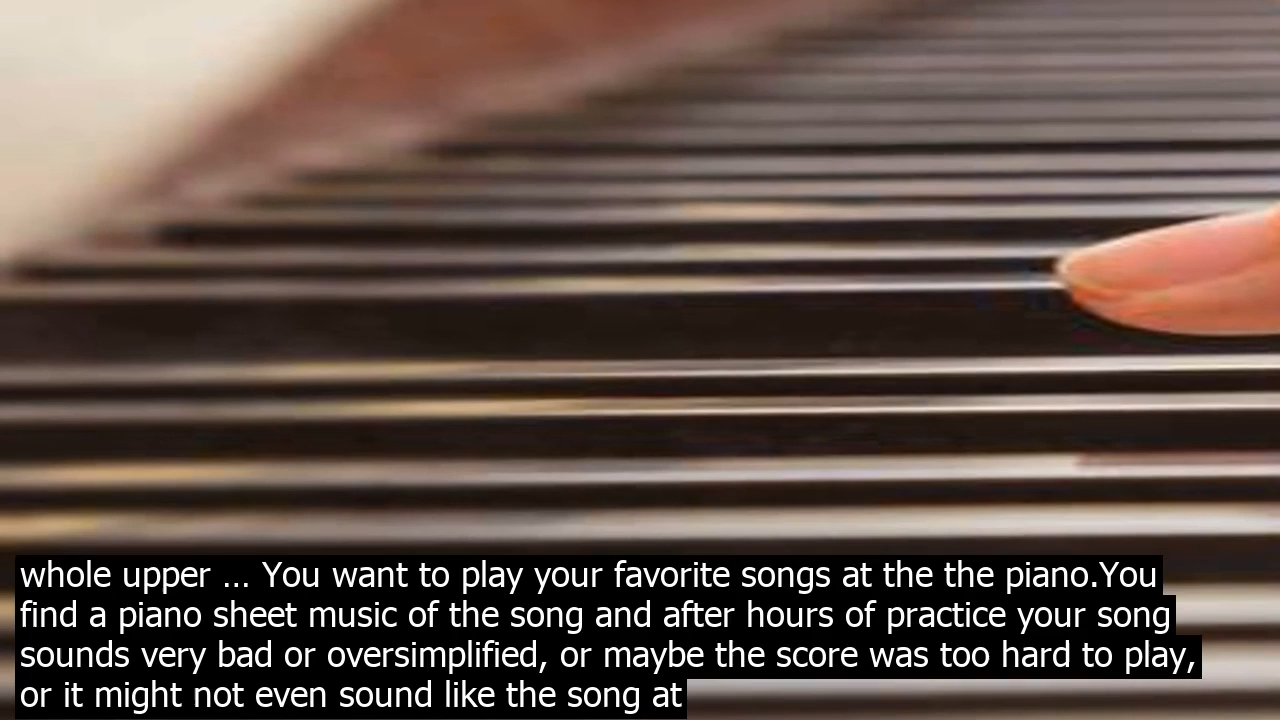 whole upper ... You want to play your favorite songs at the the piano.You
find a piano sheet music of the song and after hours of practice your song
sounds very bad or oversimplified, or maybe the score was too hard to play,
or it might not even sound like the song at